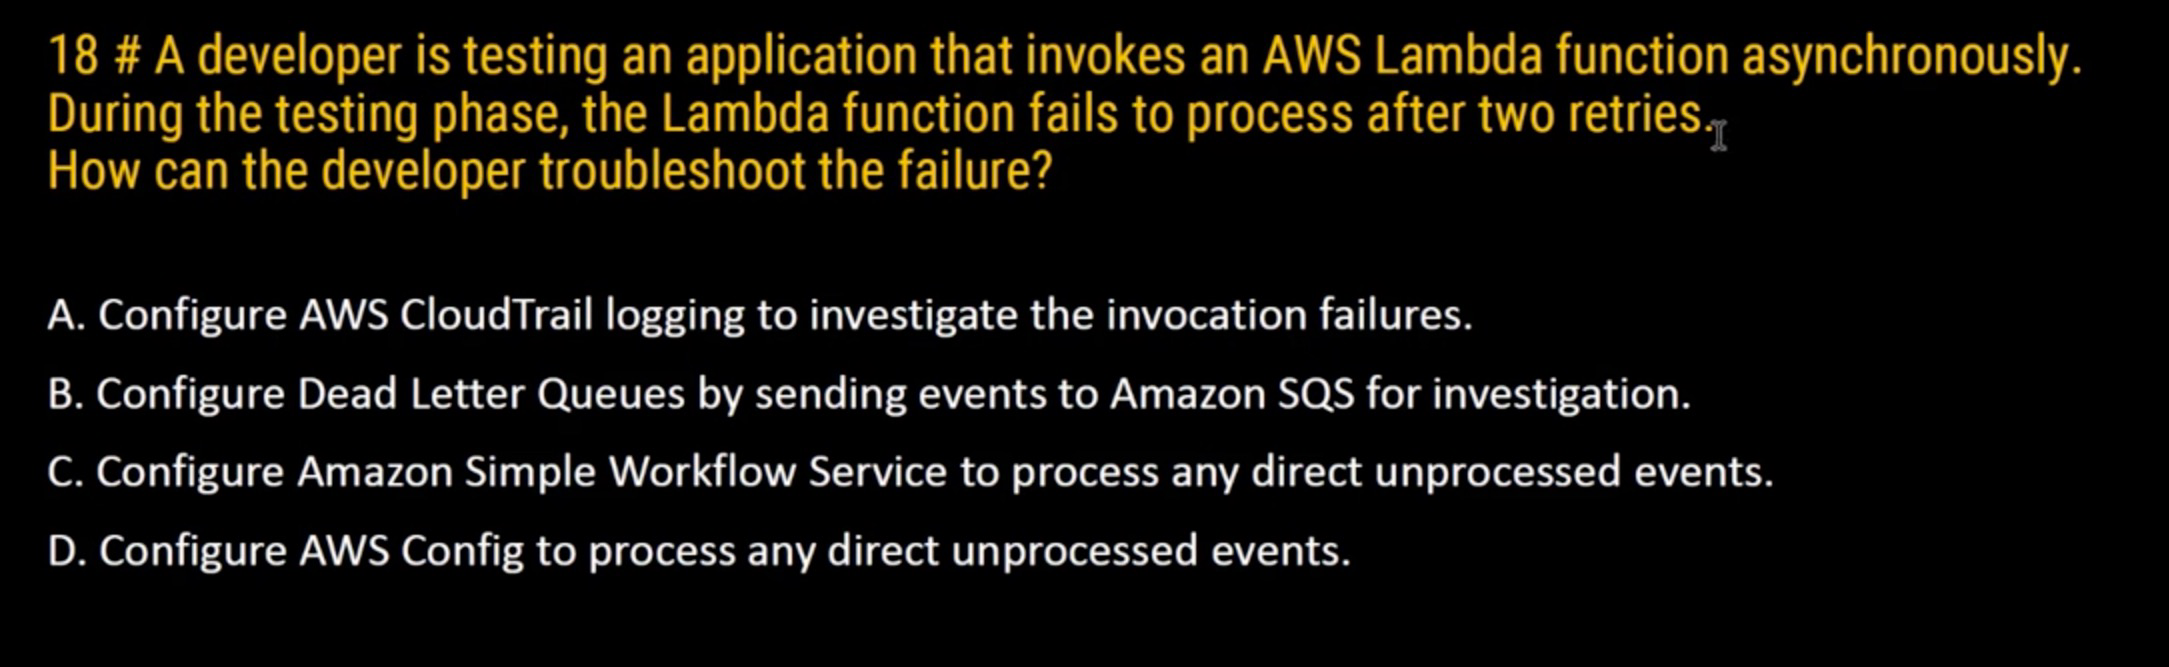 18 # A developer is testing an application that invokes an AWS Lambda function asynchronously.
During the testing phase, the Lambda function fails to process after two retries.
How can the developer troubleshoot the failure?
A. Configure AWS CloudTrail logging to investigate the invocation failures.
B. Configure Dead Letter Queues by sending events to Amazon SQS for investigation.
C. Configure Amazon Simple Workflow Service to process any direct unprocessed events.
D. Configure AWS Config to process any direct unprocessed events.